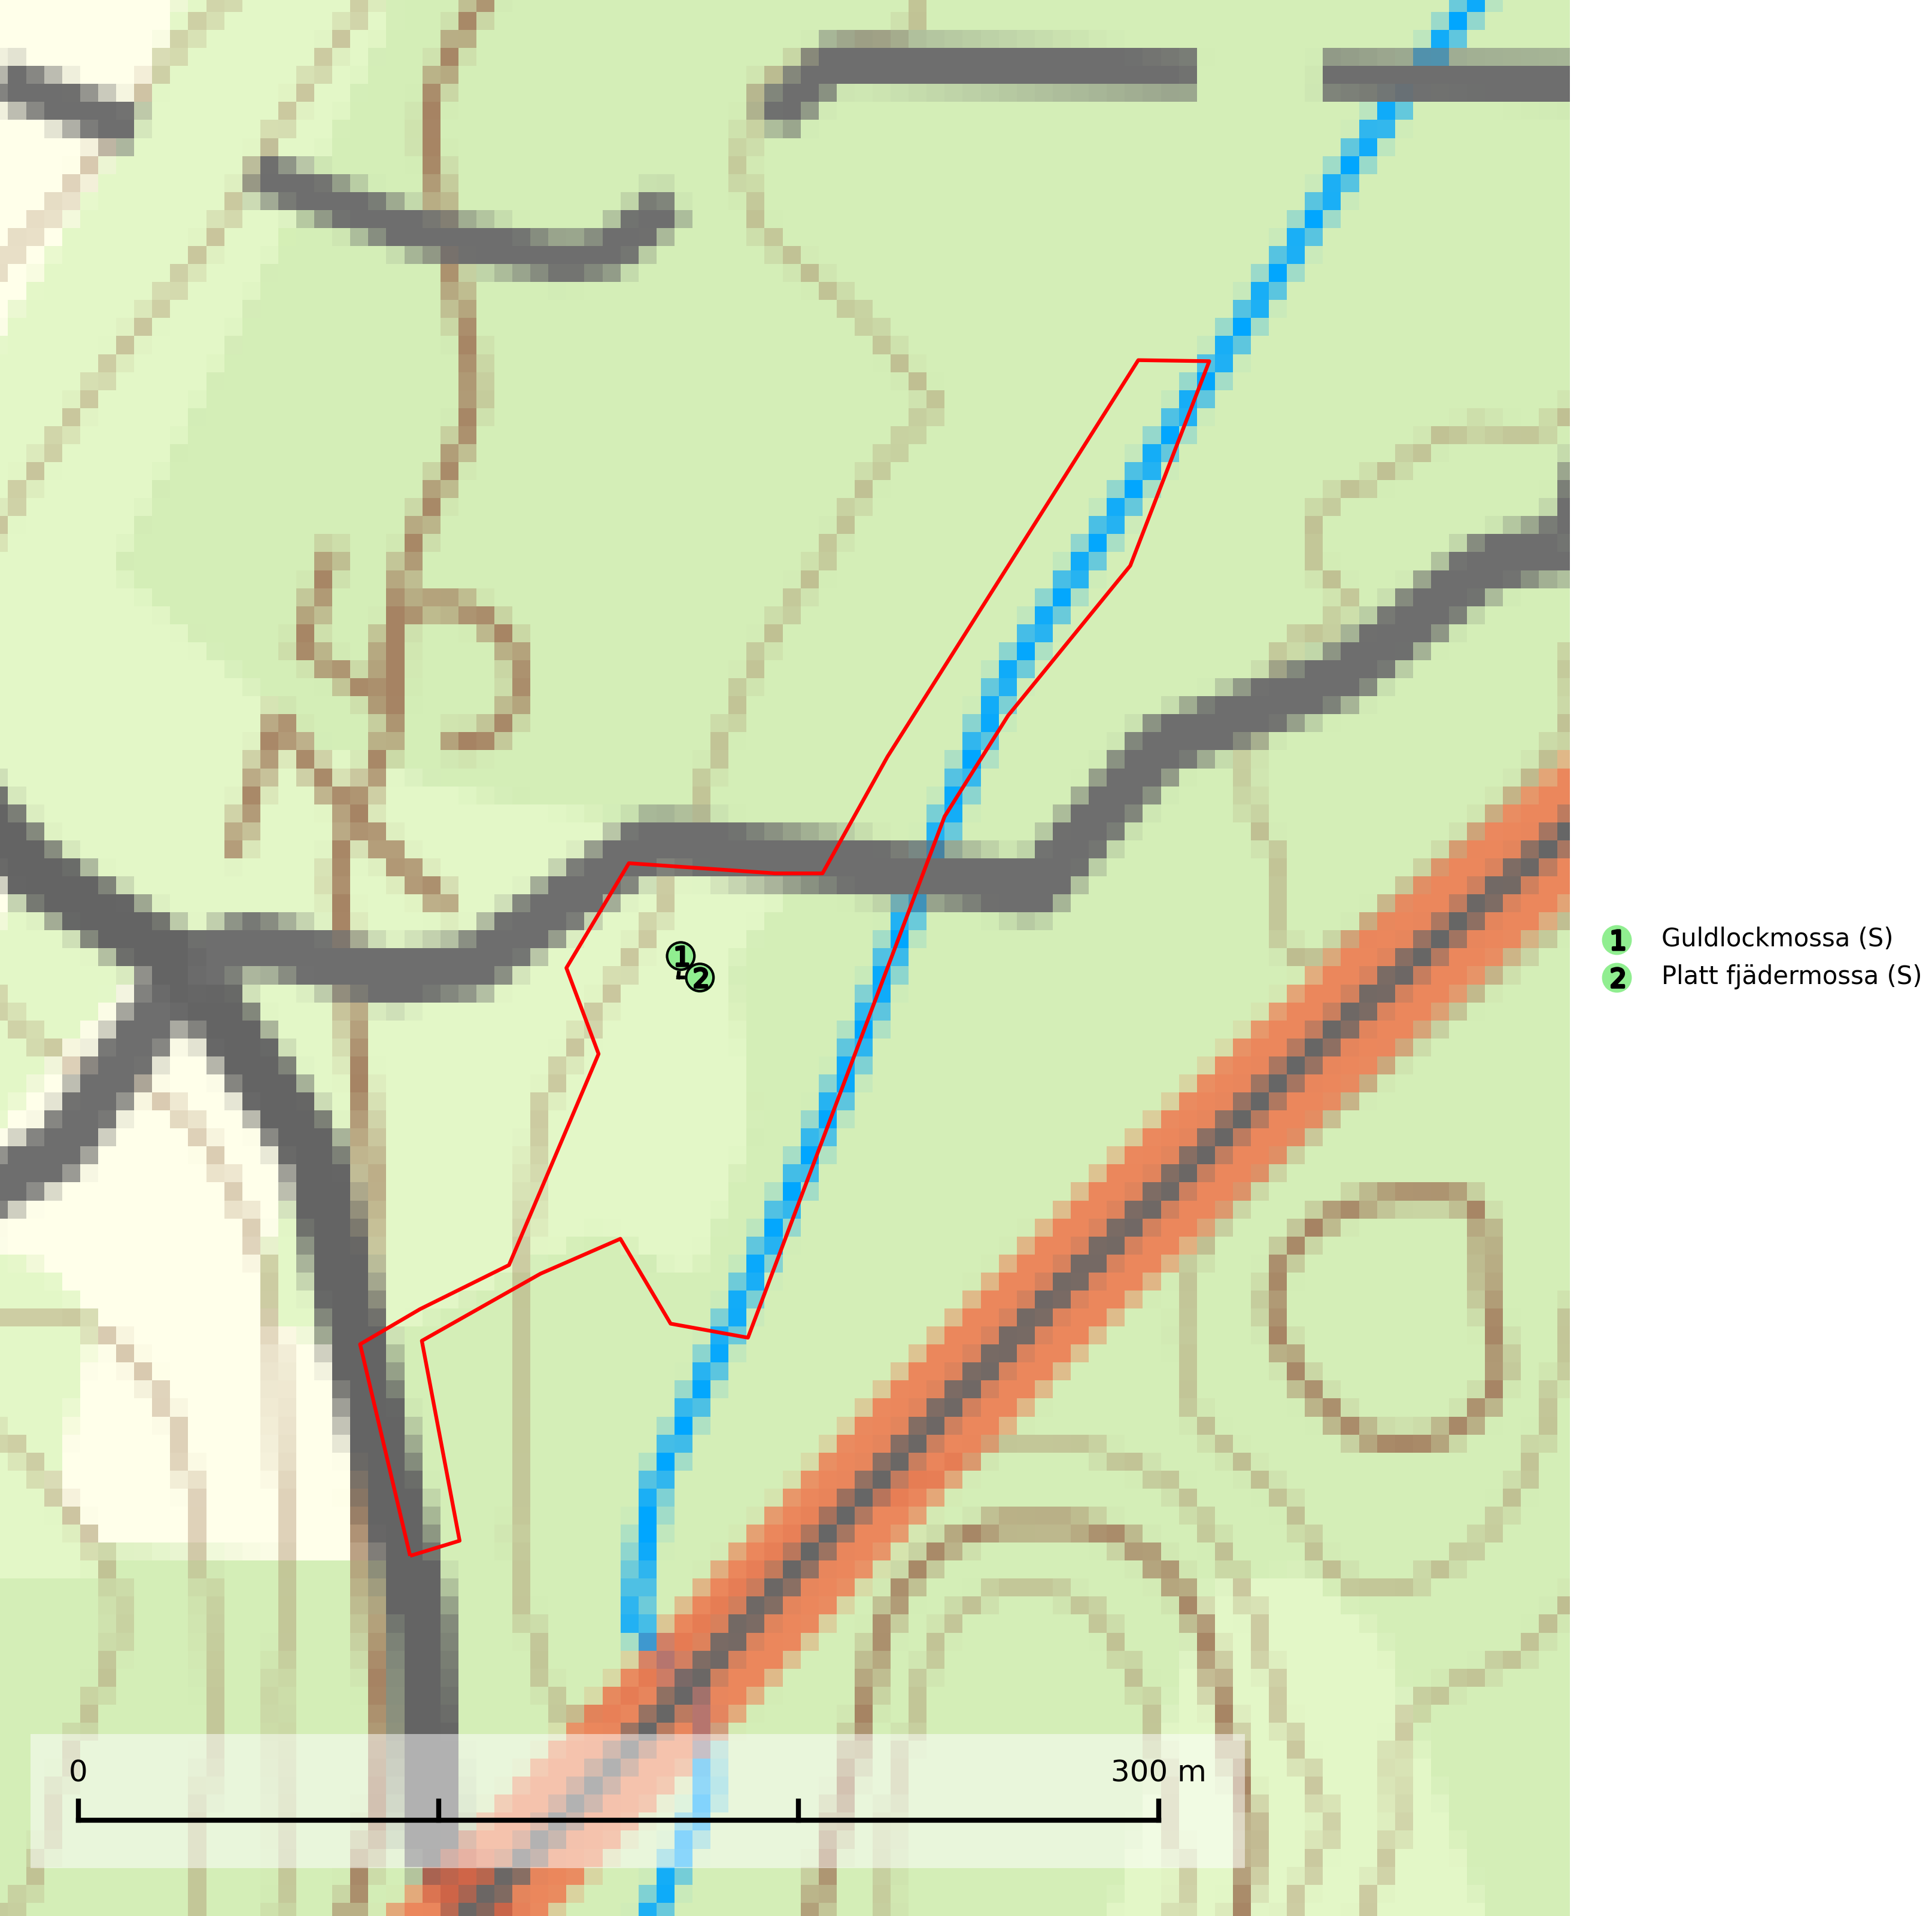 1
2
1 Guldlockmossa (S)
2 Platt fjädermossa (S)
0 300 m